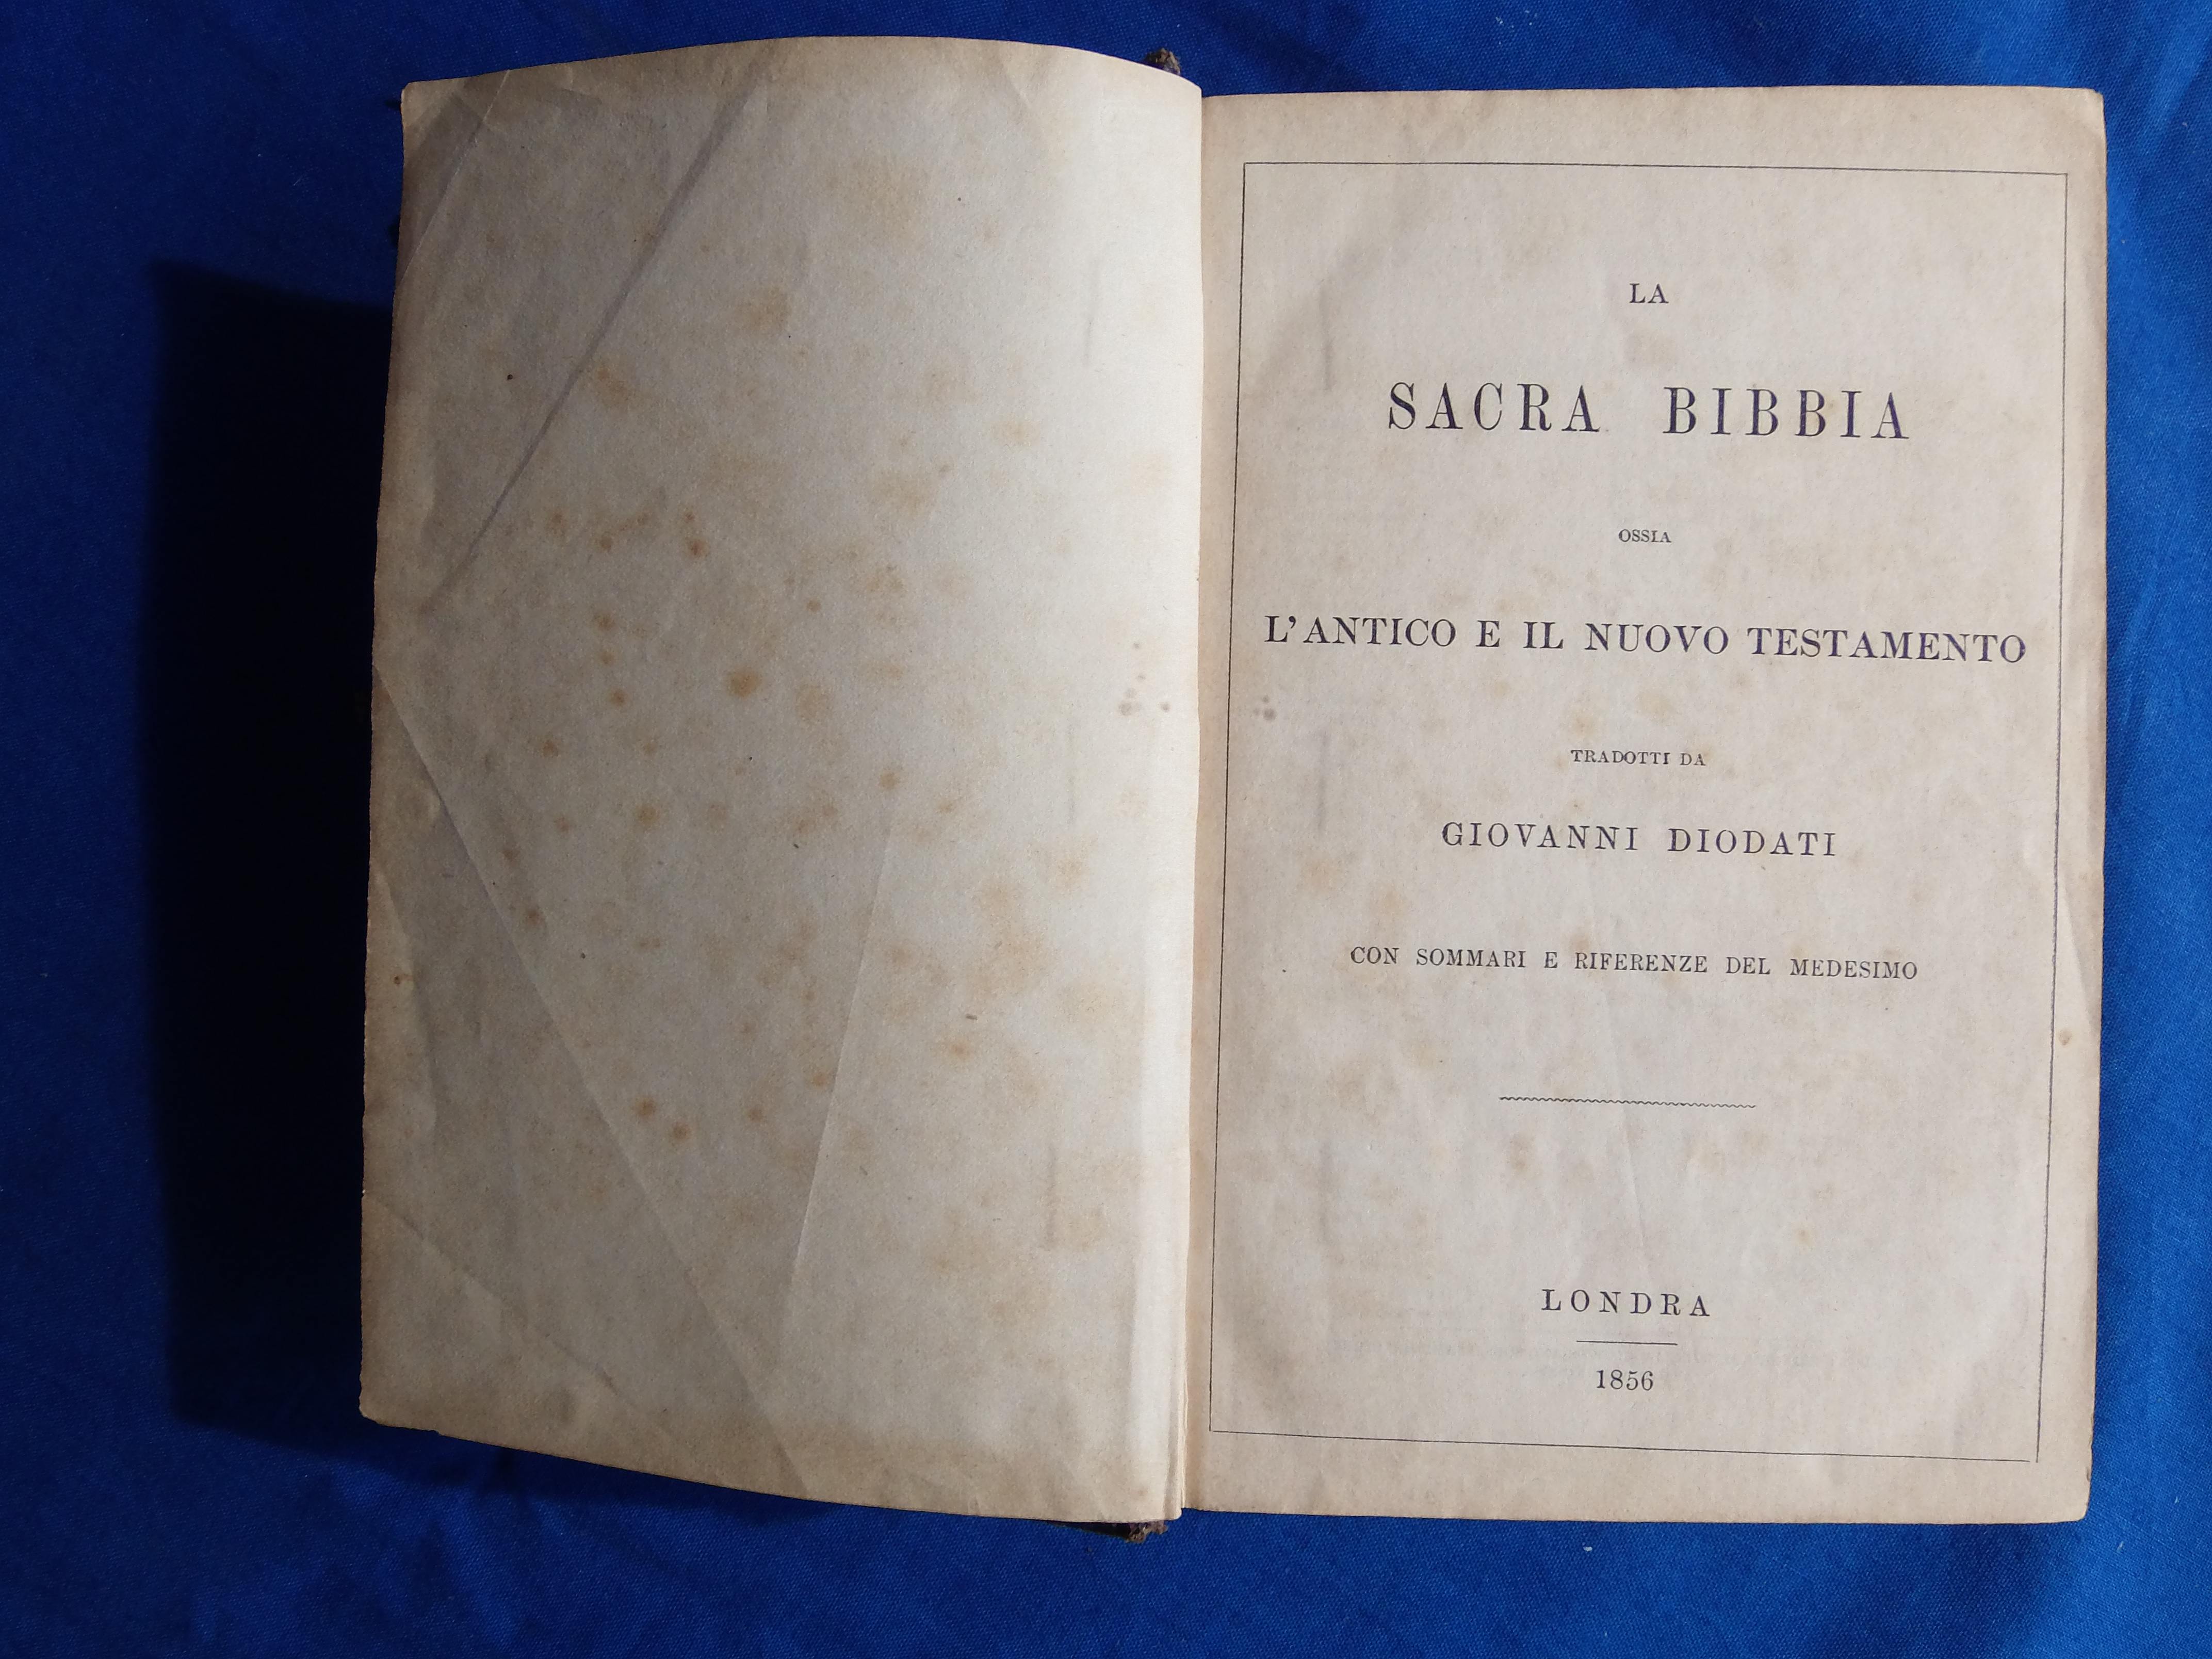 LA
SACRA BIBBIA
OSSIA
L'ANTICO E IL NUOVO TESTAMENTO
TRADOTTI DA
GIOVANNI DIODATI
CON SOMMARI E RIFERENZE DEL MEDESIMO
LONDRA
1856